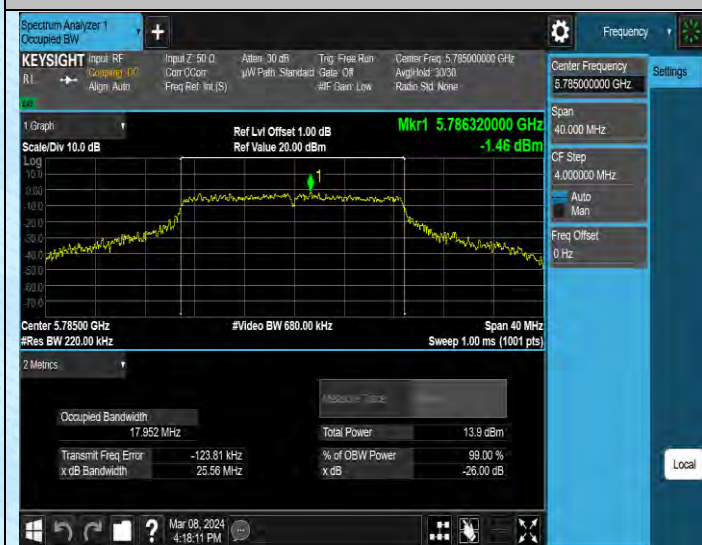 Spectrum Analyzer 1
Occupied BW
Frequency
KEYSIGHT
RL
Input: RF
Coupling: DC
Align: Auto
Input Z: 50 Ω
Corr CCorr
Freq Ref: Int (S)
Atten: 30 dB
µW Path: Standard
Trig: Free Run
Gate: Off
#IF Gain: Low
Center Freq: 5.785000000 GHz
Avg|Hold: 30/30
Radio Std: None
Center Frequency
5.785000000 GHz
Settings
Span
40.000 MHz
CF Step
4.000000 MHz
Auto
Man
Freq Offset
0 Hz
1 Graph
Scale/Div 10.0 dB
Ref Lvl Offset 1.00 dB
Ref Value 20.00 dBm
Mkr1 5.786320000 GHz
-1.46 dBm
Log
10.0
0.00
-10.0
-20.0
-30.0
-40.0
-50.0
-60.0
-70.0
1
Center 5.78500 GHz
#Video BW 680.00 kHz
Span 40 MHz
#Res BW 220.00 kHz
Sweep 1.00 ms (1001 pts)
2 Metrics
Measure Trace
Occupied Bandwidth
17.952 MHz
Total Power
13.9 dBm
Transmit Freq Error
-123.81 kHz
% of OBW Power
99.00 %
x dB Bandwidth
25.56 MHz
x dB
-26.00 dB
Local
Mar 08, 2024
4:18:11 PM